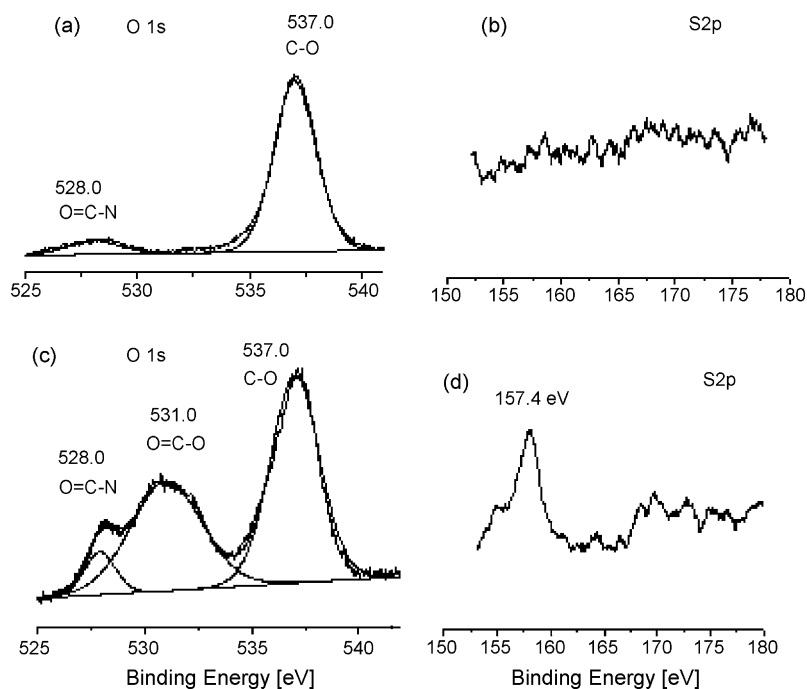 (a) O 1s
537.0
C-O
528.0
O=C-N
525 530 535 540
(b) S2p
150 155 160 165 170 175 180
(c) O 1s
537.0
C-O
531.0
O=C-O
528.0
O=C-N
525 530 535 540
Binding Energy [eV]
(d) S2p
157.4 eV
150 155 160 165 170 175 180
Binding Energy [eV]